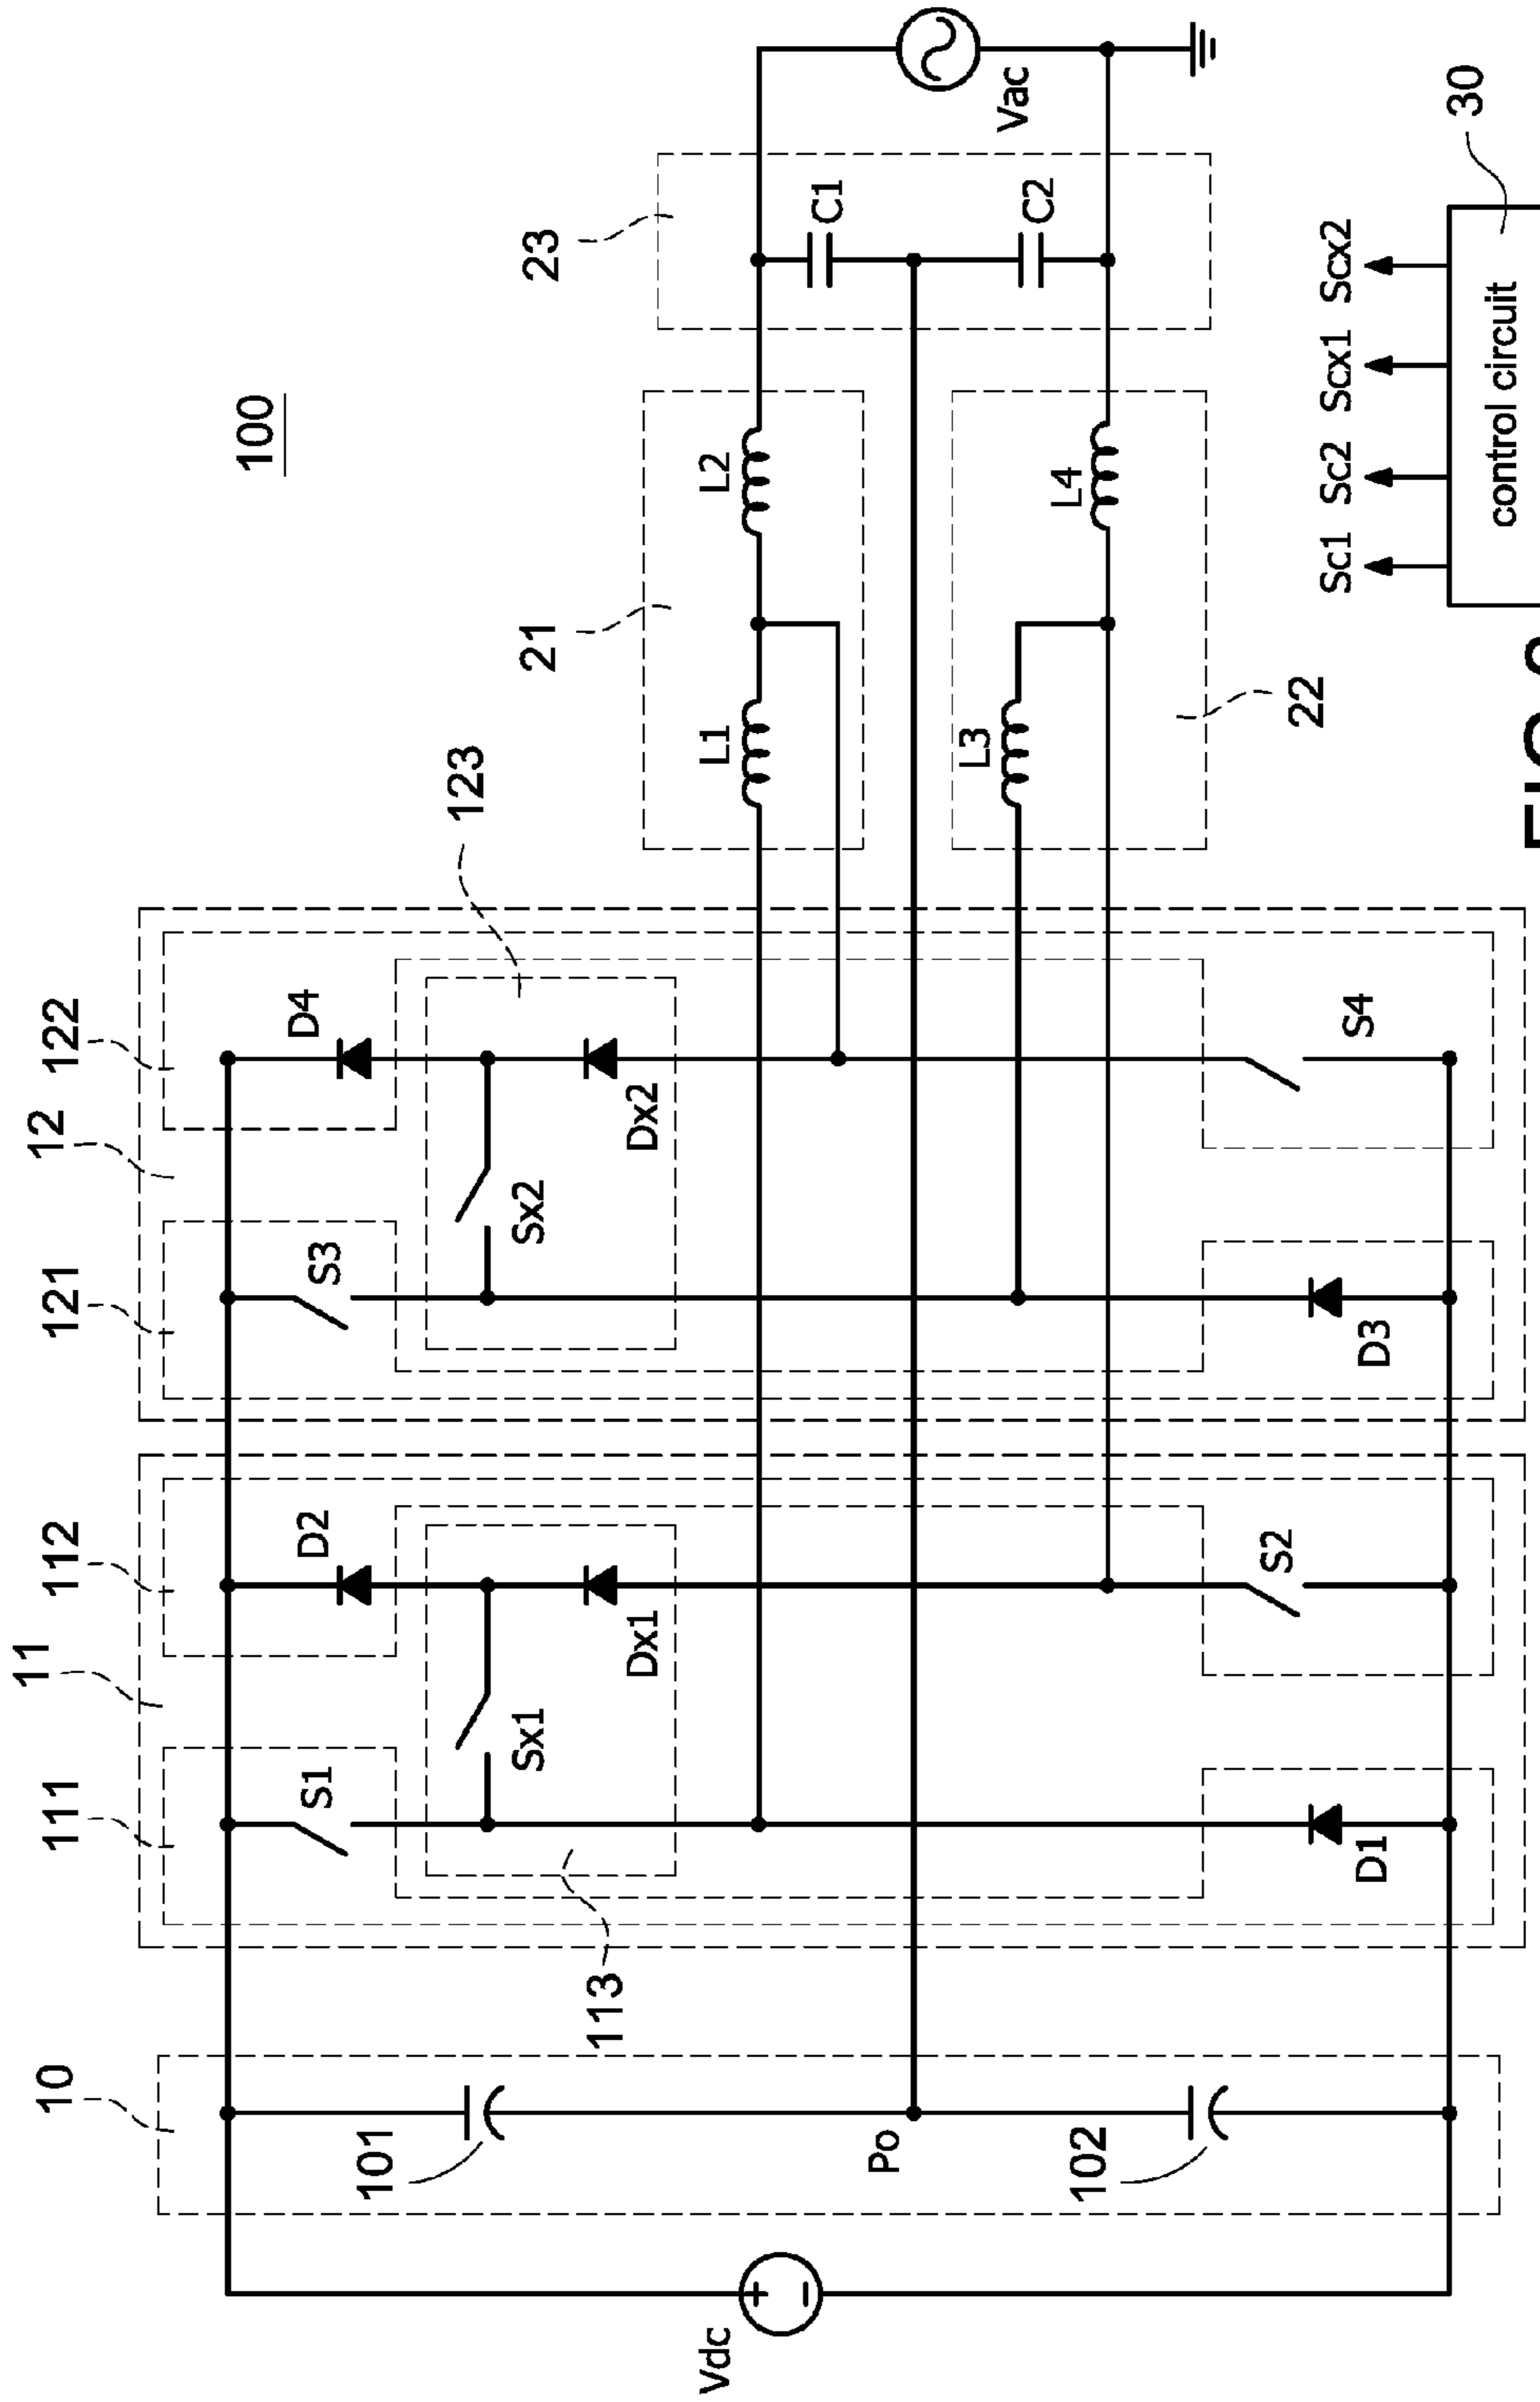 100
10
11
12
111
112
121
122
S1
D2
S3
D4
101
113
Sx1
Dx1
Sx2
Dx2
123
21
23
L1
L2
C1
Vdc
+
-
Po
Vac
L3
L4
C2
102
22
D1
S2
D3
S4
Sc1 Sc2 Scx1 Scx2
control circuit
30